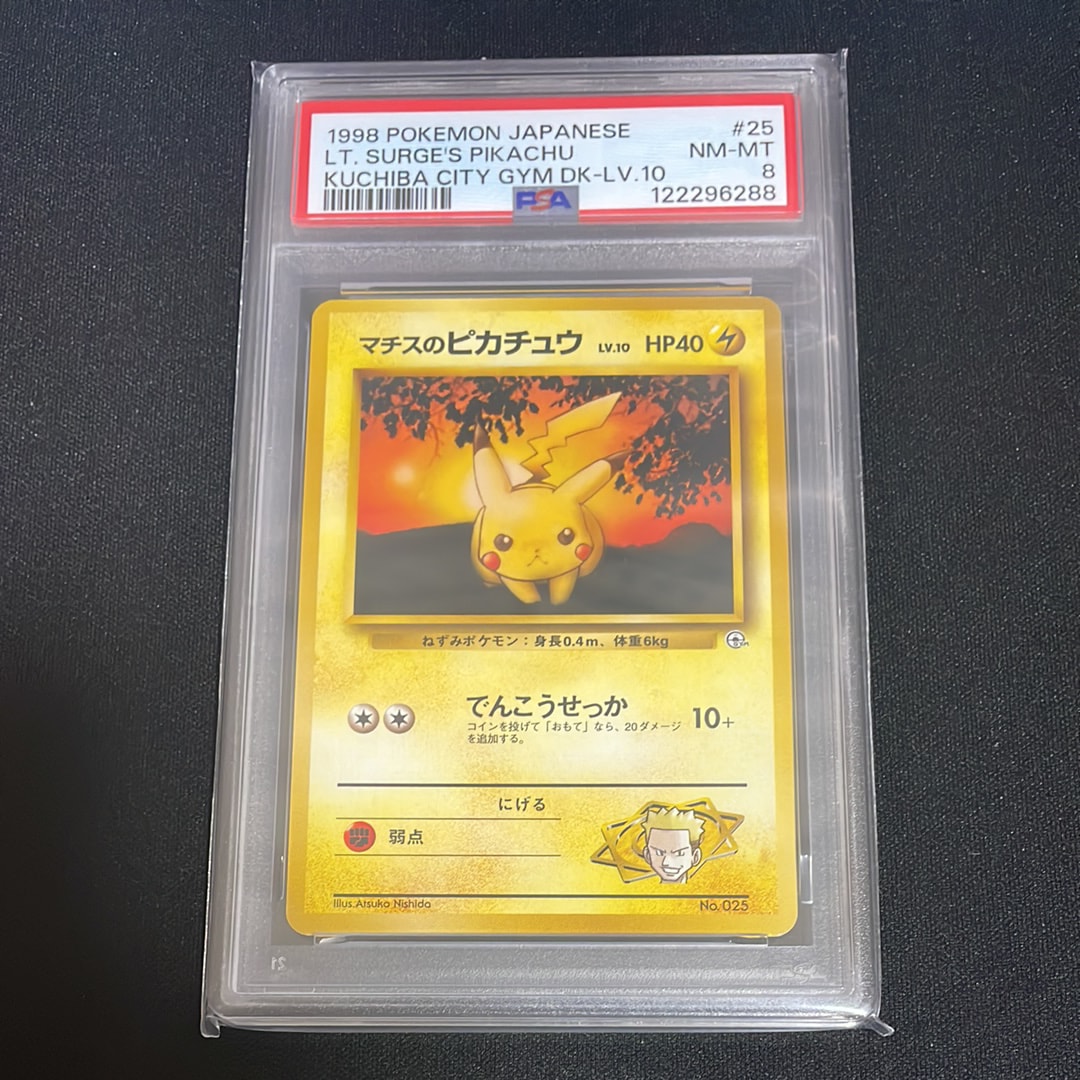 1998 POKEMON JAPANESE #25
LT. SURGE'S PIKACHU NM-MT
KUCHIBA CITY GYM DK-LV.10 8
PSA 122296288
マチスのピカチュウ LV.10 HP40
ねずみポケモン：身長0.4m、体重6kg
GYM
でんこうせっか 10+
コインを投げて「おもて」なら、20ダメージ
を追加する。
にげる
弱点
Illus.Atsuko Nishida No. 025